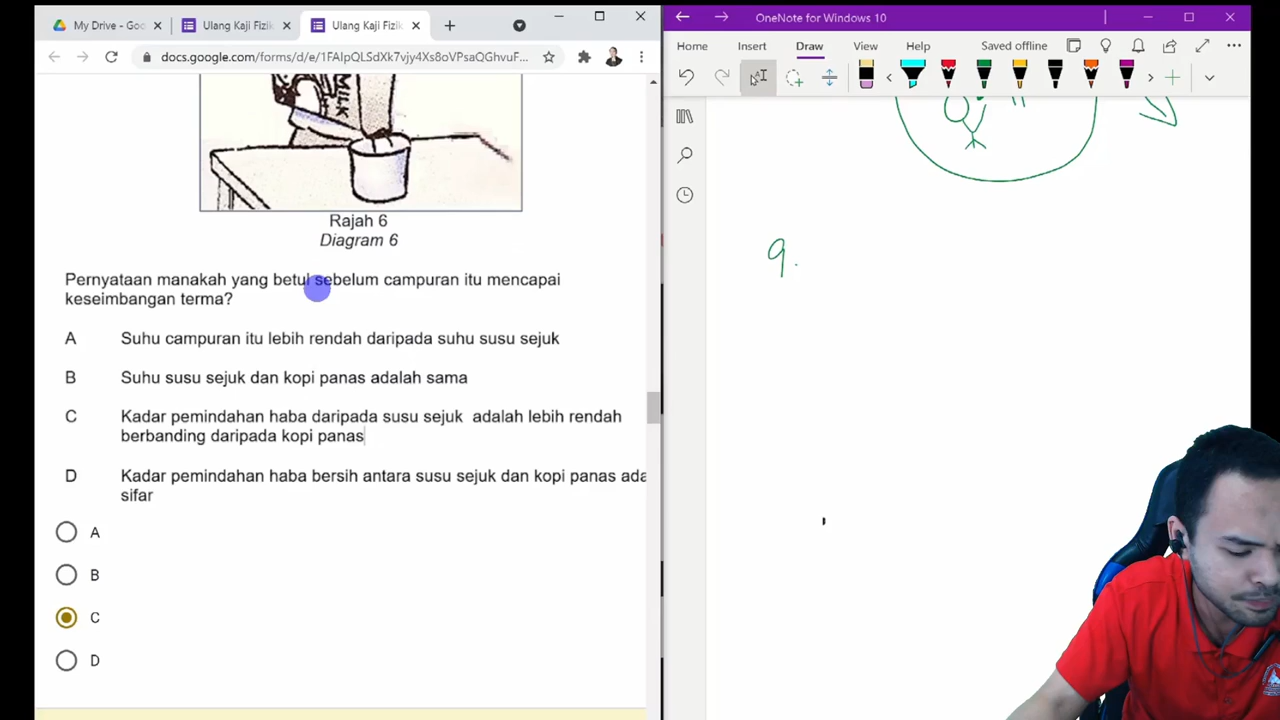 My Drive - Goo
Ulang Kaji Fizik
Ulang Kaji Fizik
docs.google.com/forms/d/e/1FAIpQLSdXk7vjy4Xs8oVPsaQGhvuF...
MILK
Rajah 6
Diagram 6
Pernyataan manakah yang betul sebelum campuran itu mencapai
keseimbangan terma?
A Suhu campuran itu lebih rendah daripada suhu susu sejuk
B Suhu susu sejuk dan kopi panas adalah sama
C Kadar pemindahan haba daripada susu sejuk adalah lebih rendah
berbanding daripada kopi panas
D Kadar pemindahan haba bersih antara susu sejuk dan kopi panas ada
sifar
A
B
C
D
OneNote for Windows 10
Home Insert Draw View Help Saved offline
9.